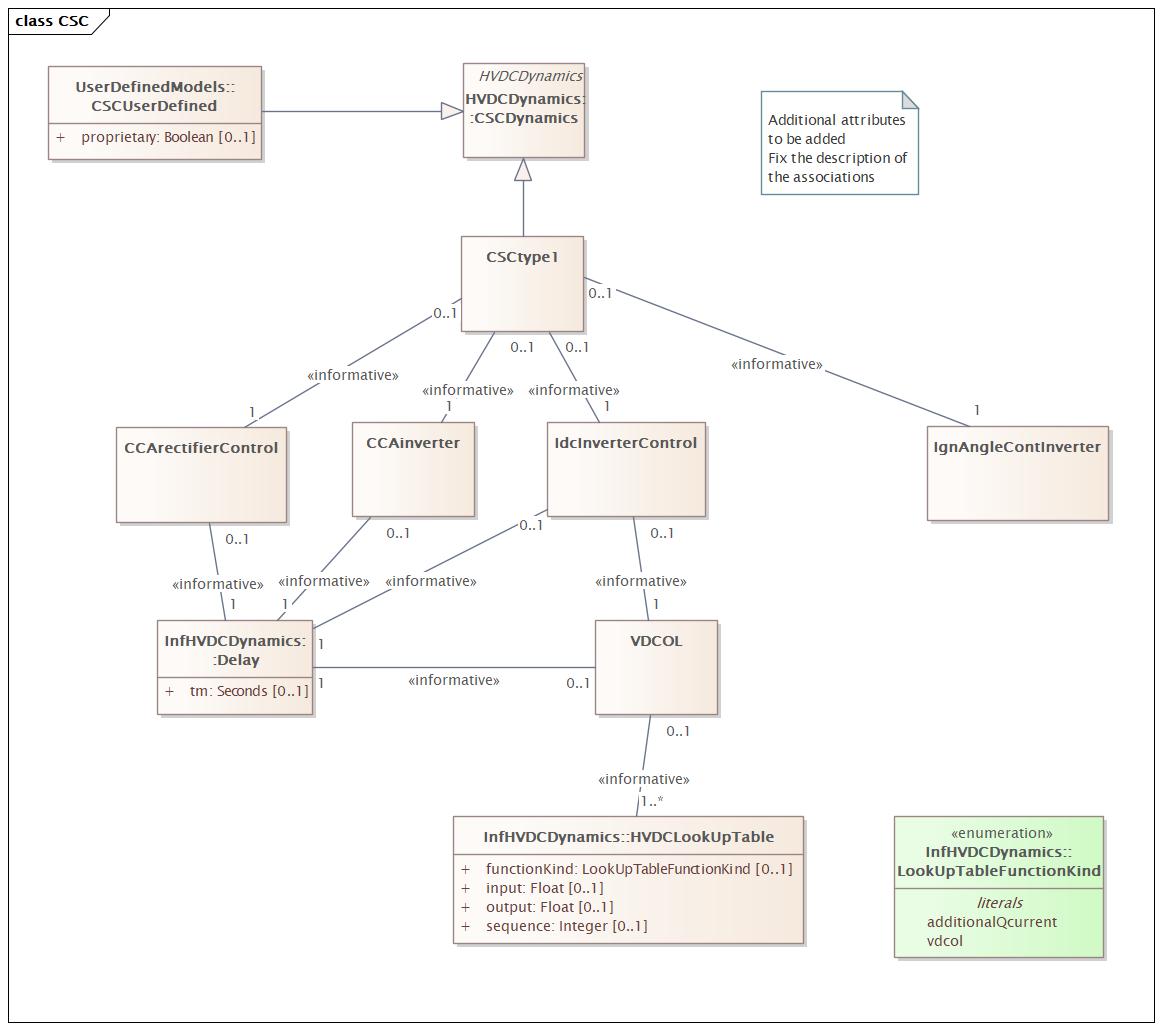 class CSC
UserDefinedModels::
CSCUserDefined
+ proprietary: Boolean [0..1]
HVDCDynamics
HVDCDynamics:
:CSCDynamics
Additional attributes
to be added
Fix the description of
the associations
CSCtype1
0..1
0..1
0..1
0..1
«informative»
«informative»
«informative»
«informative»
1
1
1
1
CCArectifierControl
CCAinverter
IdcInverterControl
IgnAngleContInverter
0..1
0..1
0..1
0..1
«informative»
«informative»
«informative»
«informative»
1
1
1
1
InfHVDCDynamics:
:Delay
+ tm: Seconds [0..1]
VDCOL
1
«informative»
0..1
0..1
«informative»
1..*
InfHVDCDynamics::HVDCLookUpTable
+ functionKind: LookUpTableFunctionKind [0..1]
+ input: Float [0..1]
+ output: Float [0..1]
+ sequence: Integer [0..1]
«enumeration»
InfHVDCDynamics::
LookUpTableFunctionKind
literals
additionalQcurrent
vdcol